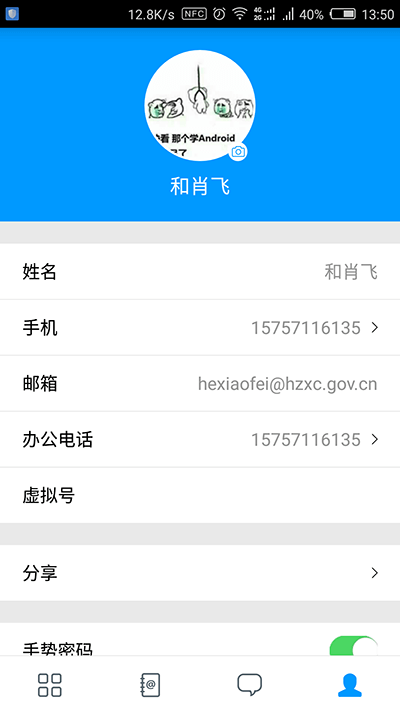 12.8K/s NFC 4G 2G 40% 13:50
看 那个学Android
和肖飞
姓名 和肖飞
手机 15757116135
邮箱 hexiaofei@hzxc.gov.cn
办公电话 15757116135
虚拟号
分享
手势密码